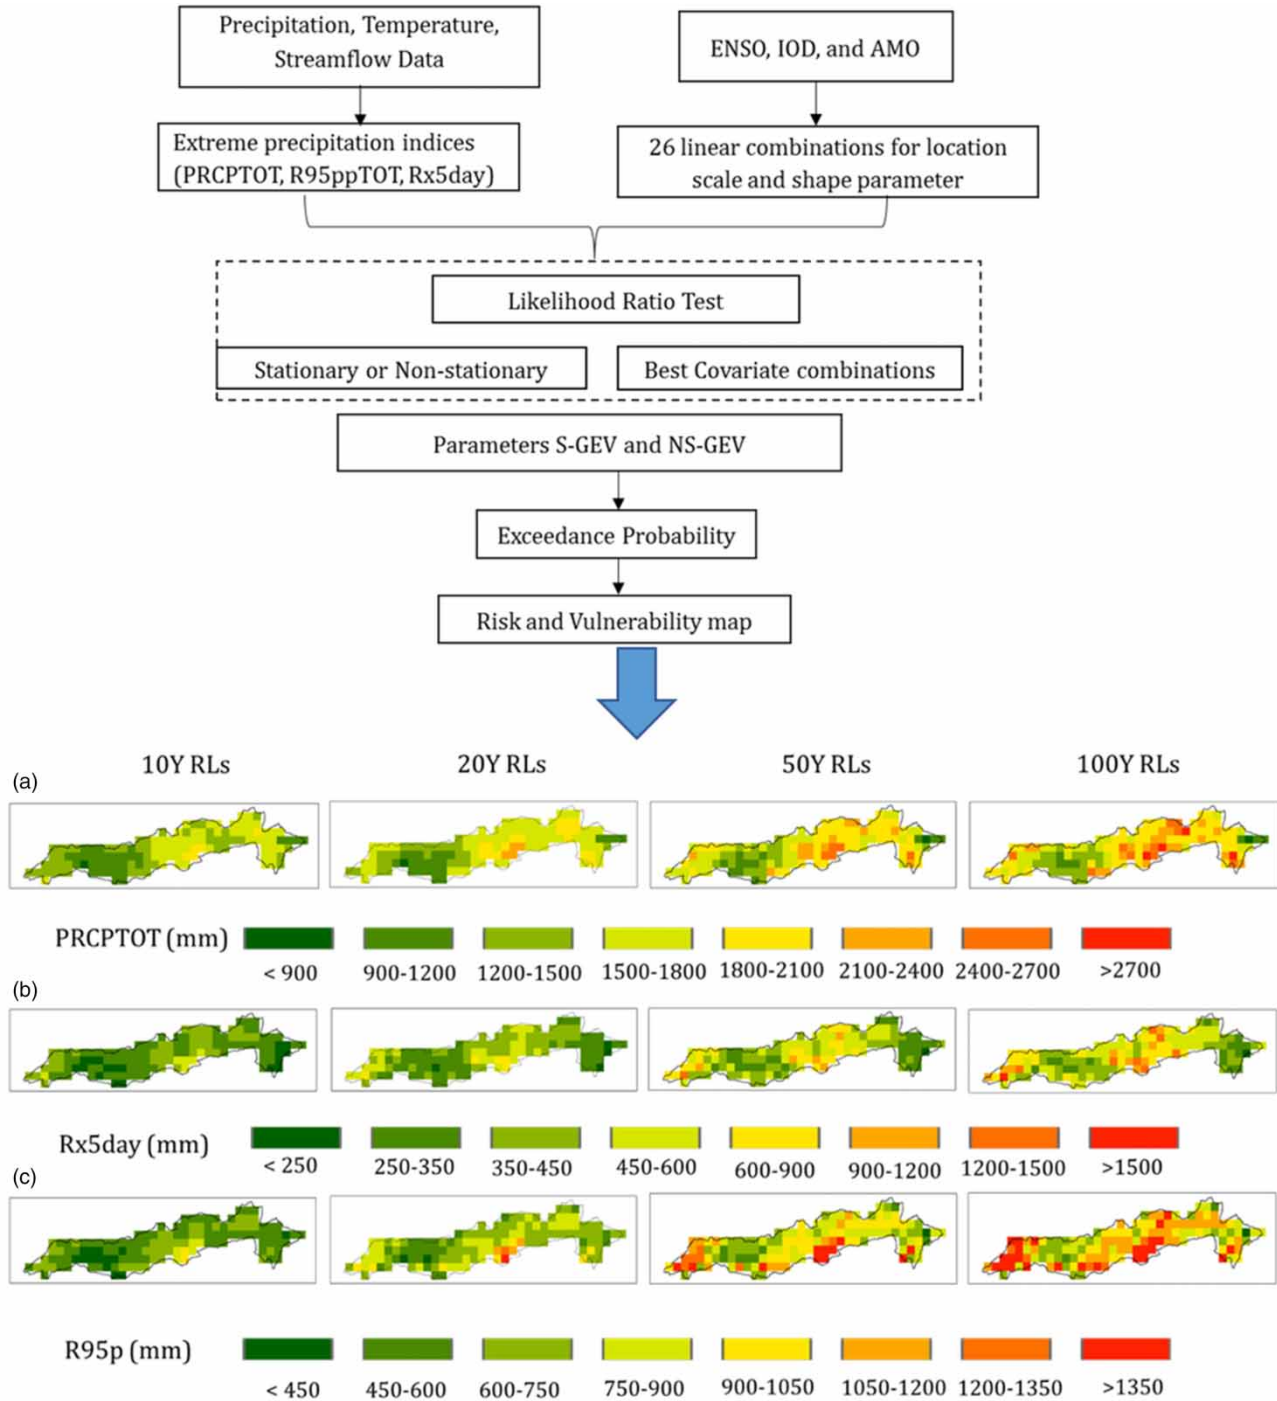 Precipitation, Temperature,
Streamflow Data
ENSO, IOD, and AMO
Extreme precipitation indices
(PRCPTOT, R95ppTOT, Rx5day)
26 linear combinations for location
scale and shape parameter
Likelihood Ratio Test
Stationary or Non-stationary
Best Covariate combinations
Parameters S-GEV and NS-GEV
Exceedance Probability
Risk and Vulnerability map
10Y RLs
20Y RLs
50Y RLs
100Y RLs
(a)
PRCPTOT (mm)
< 900
900-1200
1200-1500
1500-1800
1800-2100
2100-2400
2400-2700
>2700
(b)
Rx5day (mm)
< 250
250-350
350-450
450-600
600-900
900-1200
1200-1500
>1500
(c)
R95p (mm)
< 450
450-600
600-750
750-900
900-1050
1050-1200
1200-1350
>1350